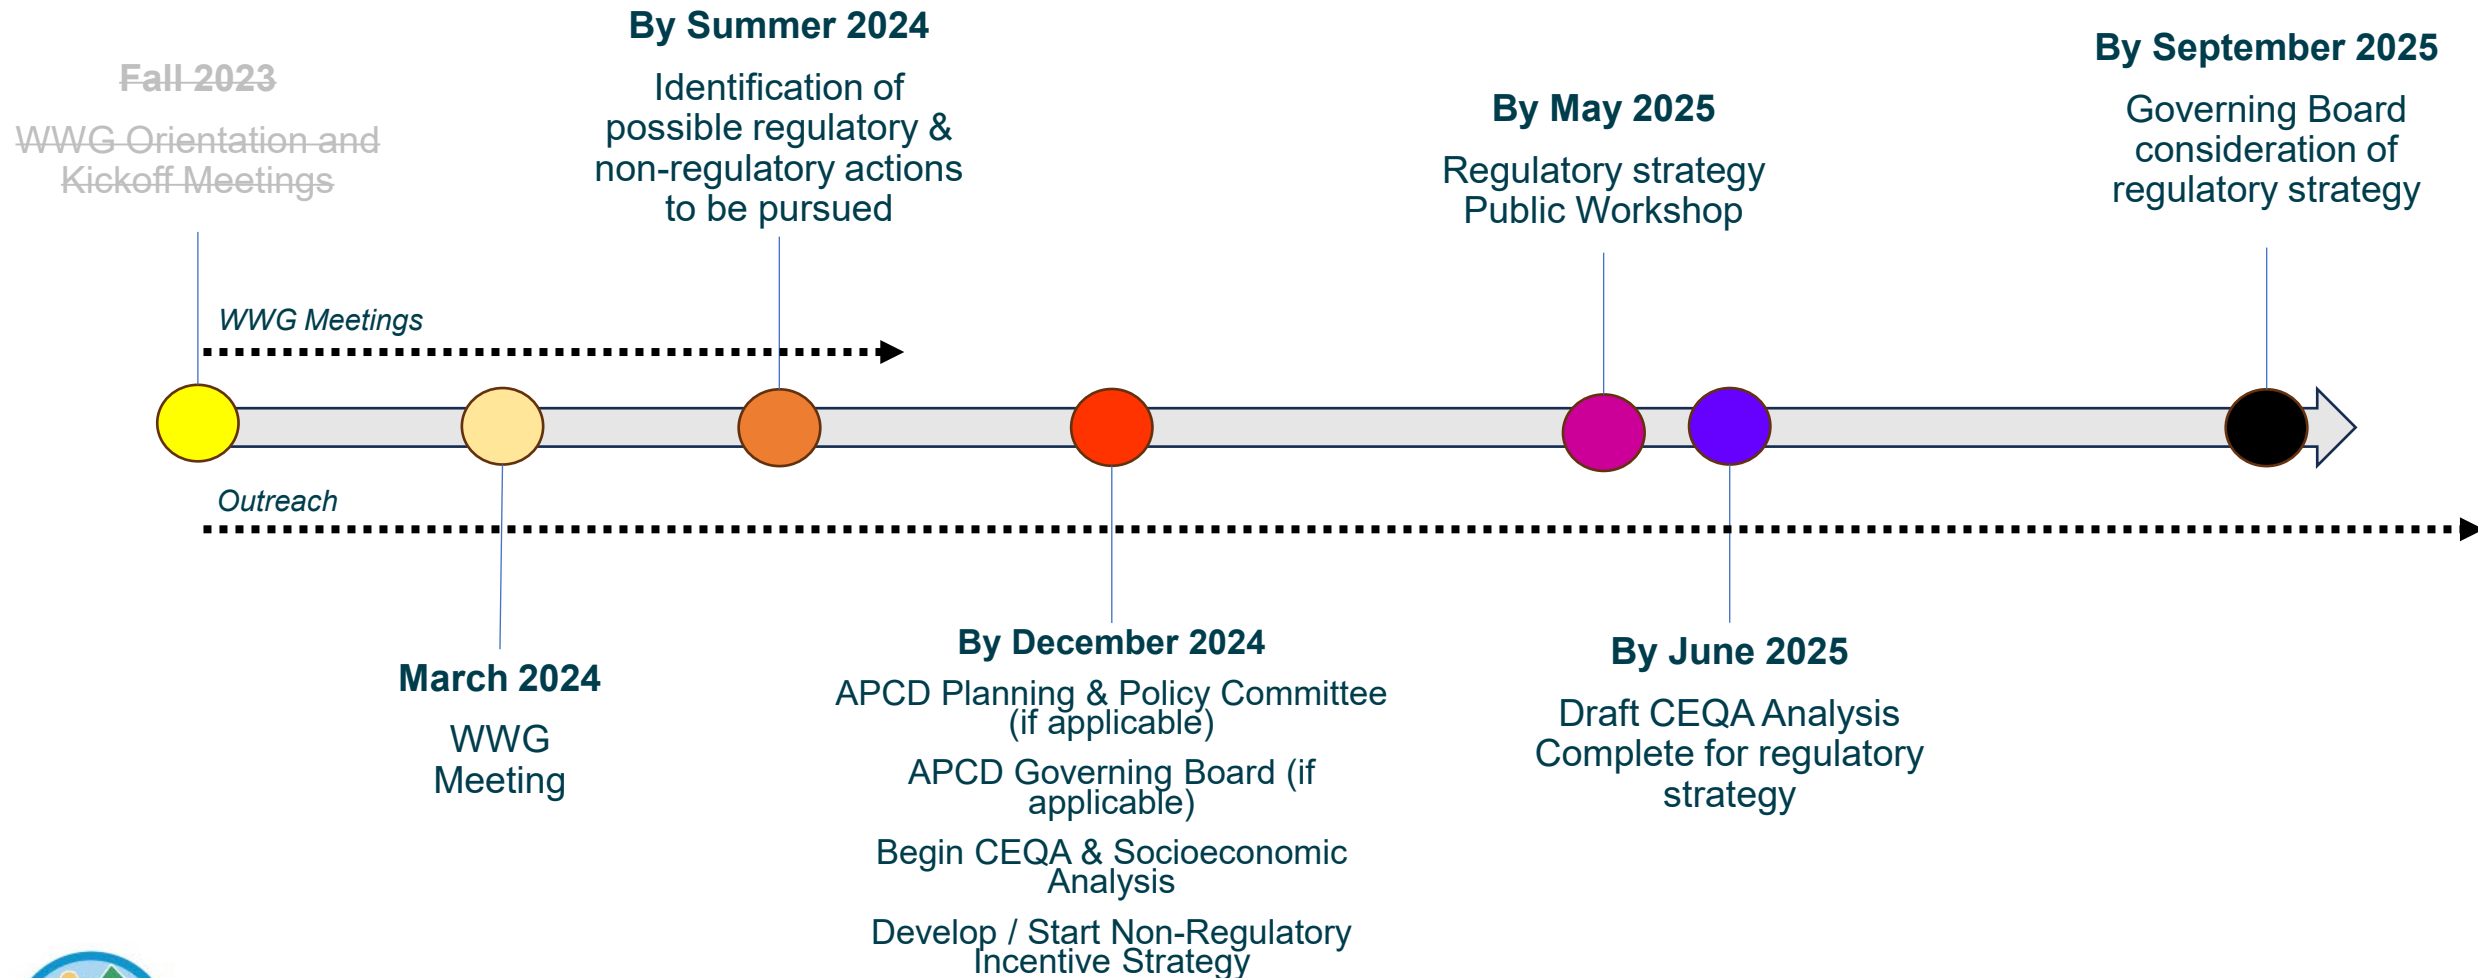 By Summer 2024
Identification of
possible regulatory &
non-regulatory actions
to be pursued
Fall 2023
WWG Orientation and
Kickoff Meetings
By May 2025
Regulatory strategy
Public Workshop
By September 2025
Governing Board
consideration of
regulatory strategy
WWG Meetings
Outreach
March 2024
WWG
Meeting
By December 2024
APCD Planning & Policy Committee
(if applicable)
APCD Governing Board (if
applicable)
Begin CEQA & Socioeconomic
Analysis
Develop / Start Non-Regulatory
Incentive Strategy
By June 2025
Draft CEQA Analysis
Complete for regulatory
strategy